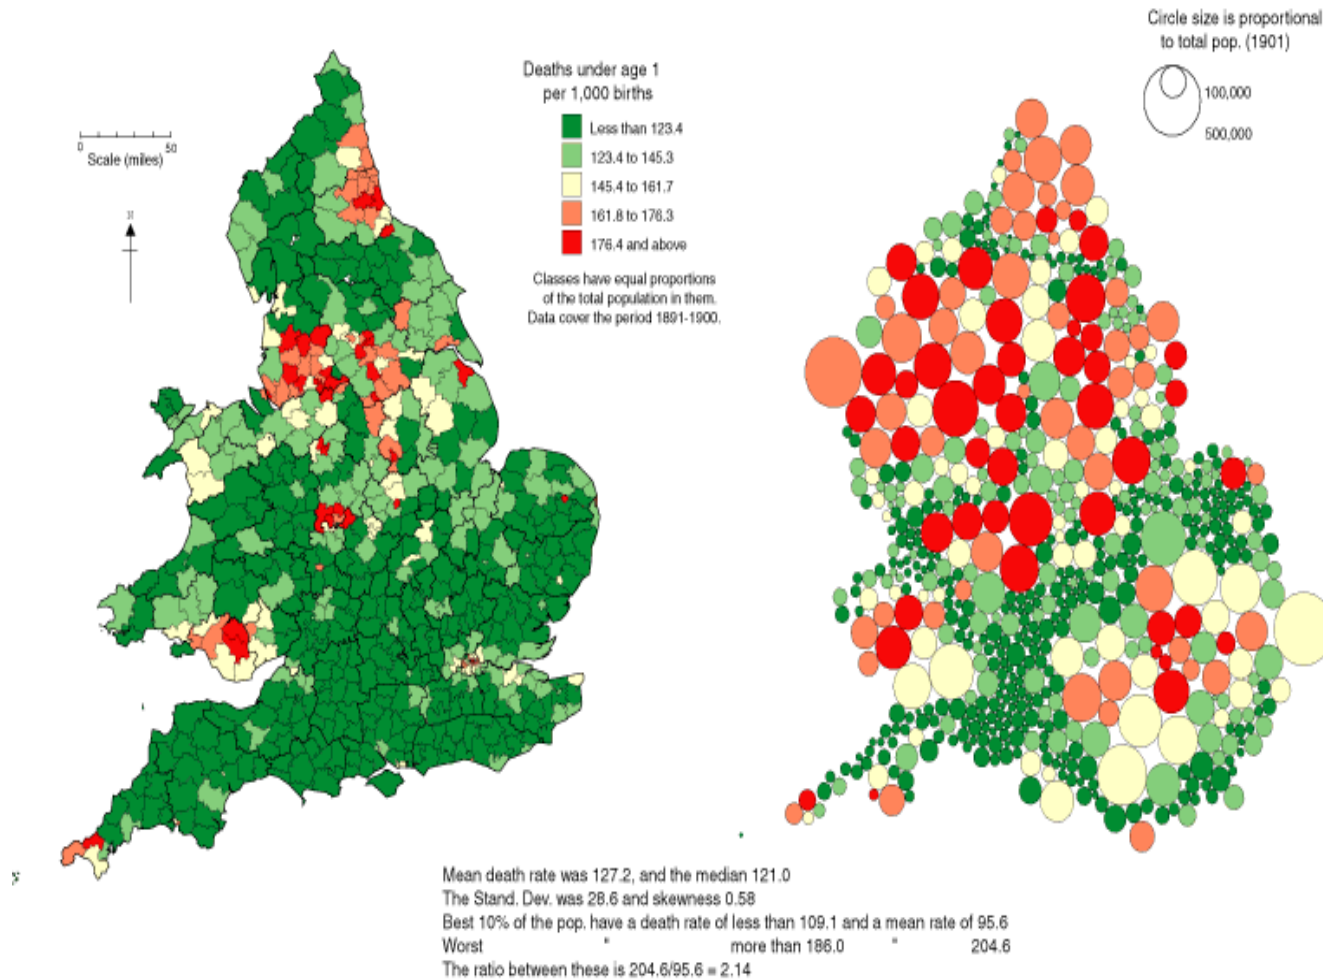 Circle size is proportional
to total pop. (1901)
100,000
500,000
Deaths under age 1
per 1,000 births
Less than 123.4
123.4 to 145.3
145.4 to 161.7
161.8 to 176.3
176.4 and above
Classes have equal proportions
of the total population in them.
Data cover the period 1891-1900.
0 50
Scale (miles)
Mean death rate was 127.2, and the median 121.0
The Stand. Dev. was 28.6 and skewness 0.58
Best 10% of the pop. have a death rate of less than 109.1 and a mean rate of 95.6
Worst " more than 186.0 " 204.6
The ratio between these is 204.6/95.6 = 2.14